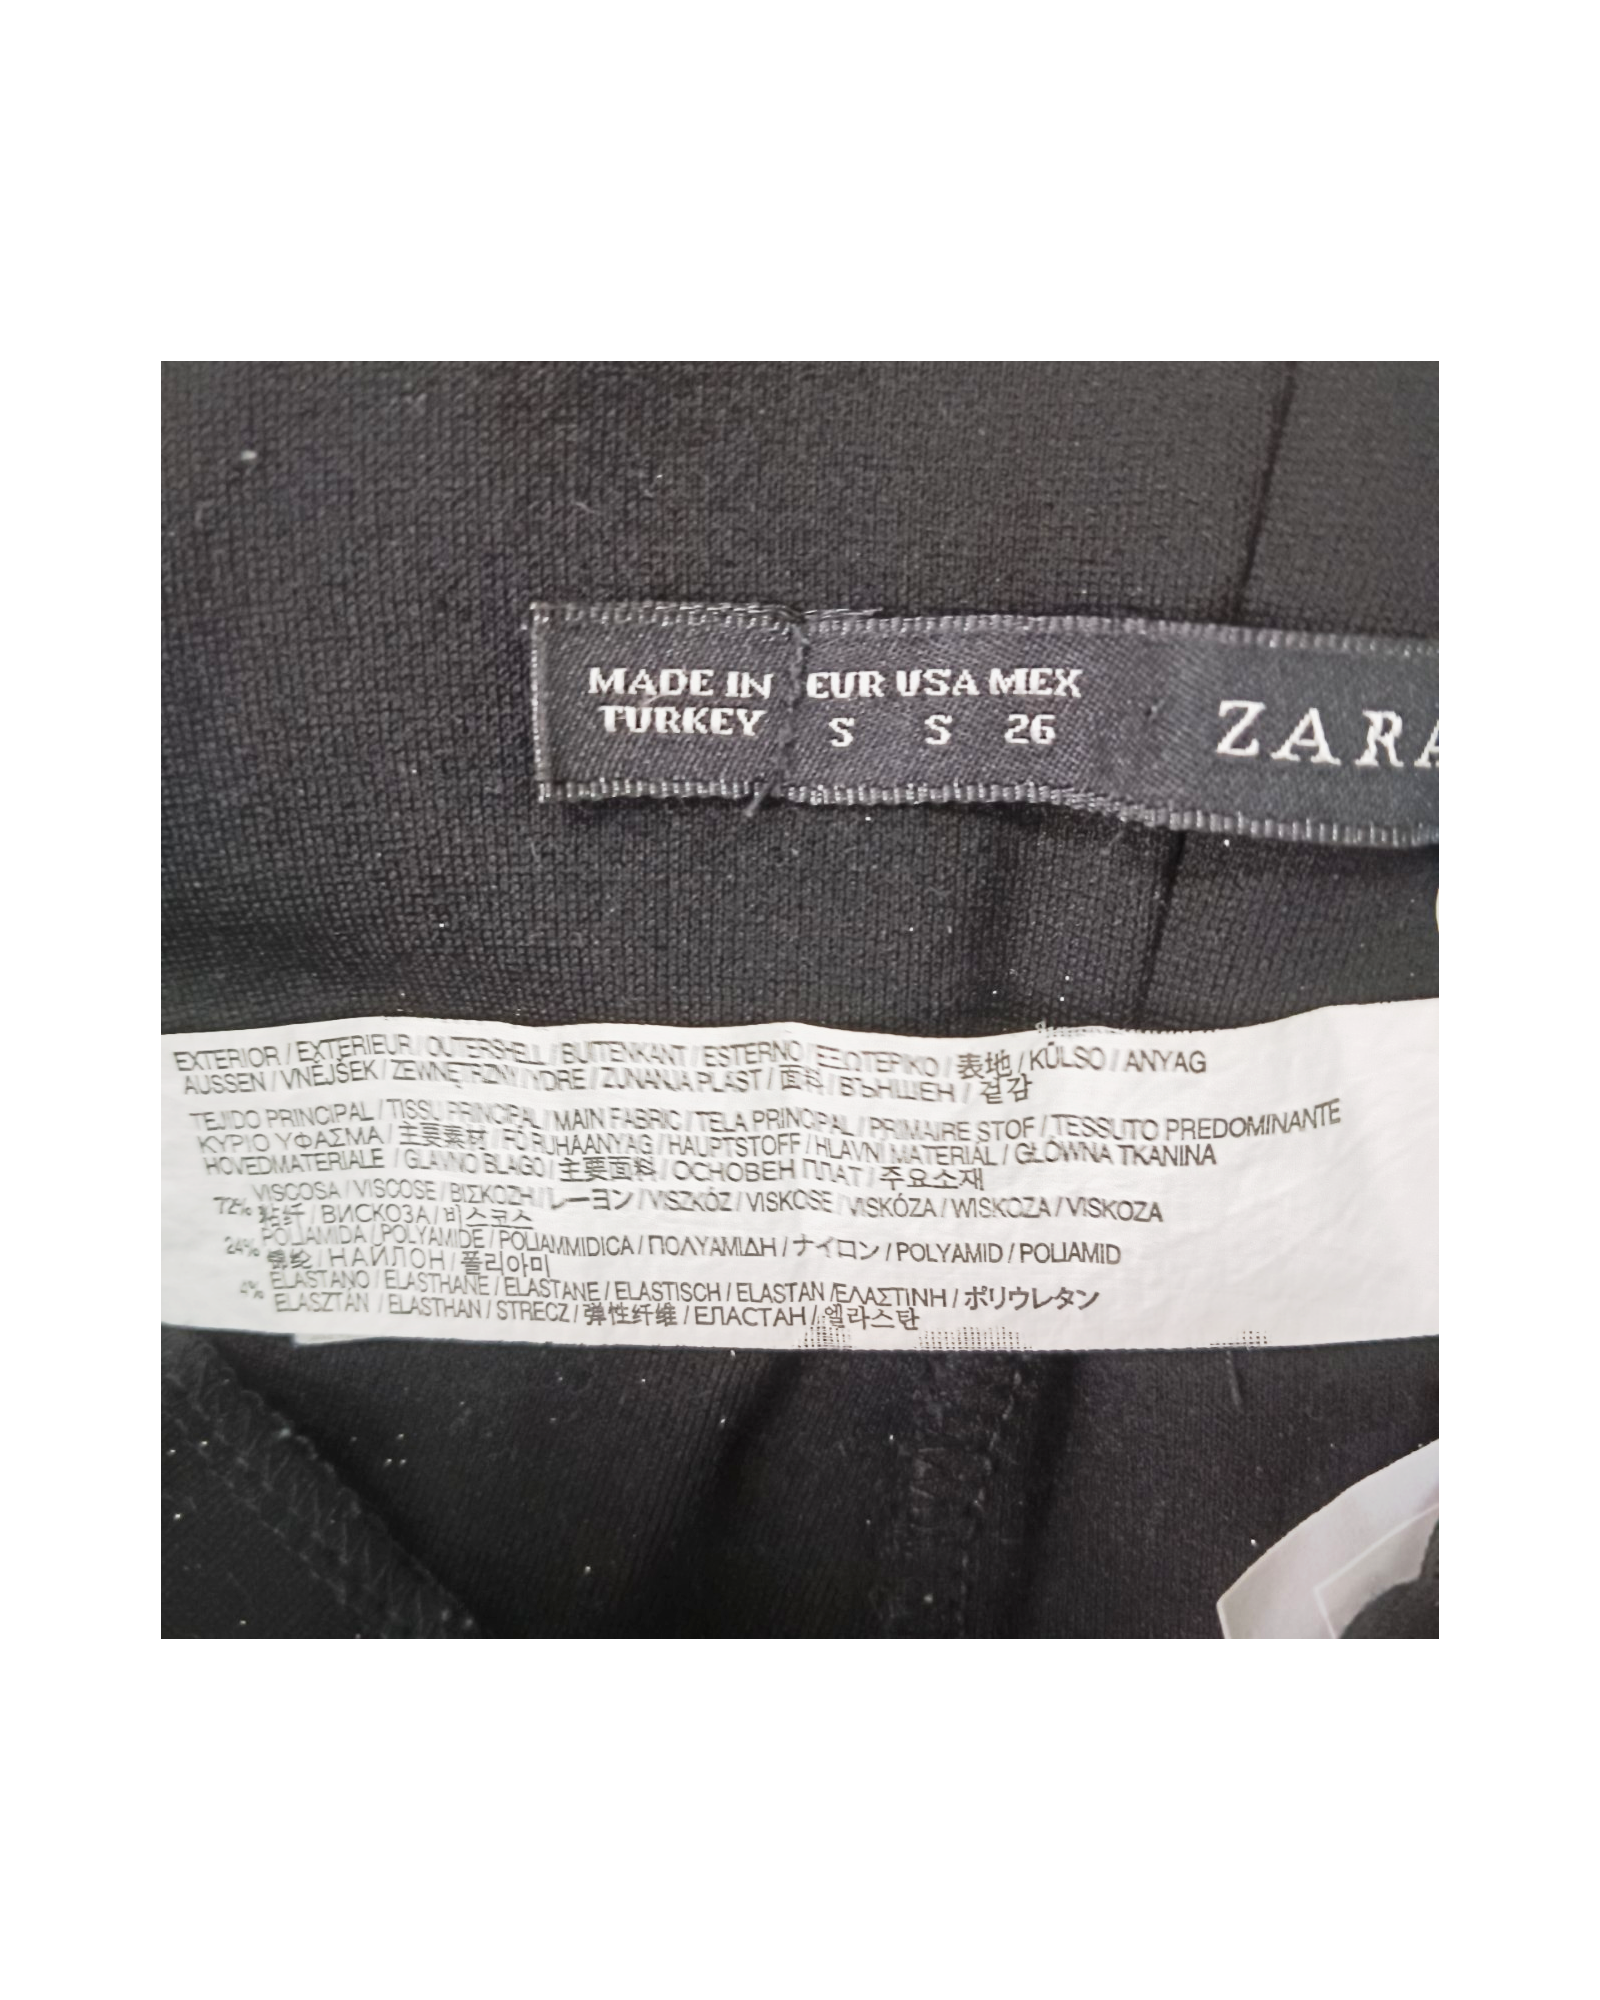 MADE IN
TURKEY
EUR USA MEX
S S 26
ZARA
EXTERIOR / EXTERIEUR / OUTERSHELL / BUITENKANT / ESTERNO / ΕΞΩΤΕΡΙΚΟ / 表地 / KÜLSO / ANYAG
AUSSEN / VNĚJŠEK / ZEWNĘTRZNY / YDRE / ZUNANJA PLAST / 面料 / ВЪНШЕН / 겉감
TEJIDO PRINCIPAL / TISSU PRINCIPAL / MAIN FABRIC / TELA PRINCIPAL / PRIMAIRE STOF / TESSUTO PREDOMINANTE
ΚΥΡΙΟ ΥΦΑΣΜΑ / 主要素材 / FO RUHAANYAG / HAUPTSTOFF / HLAVNÍ MATERIÁL / GŁÓWNA TKANINA
HOVEDMATERIALE / GLAVNO BLAGO / 主要面料 / ОСНОВЕН ПЛАТ / 주요소재
72% VISCOSA / VISCOSE / ΒΙΣΚΟΖΗ / レーヨン / VISZKÓZ / VISKOSE / VISKÓZA / WISKOZA / VISKOZA
粘纤 / ВИСКОЗА / 비스코스
24% POLIAMIDA / POLYAMIDE / POLIAMMIDICA / ΠΟΛΥΑΜΙΔΗ / ナイロン / POLYAMID / POLIAMID
锦纶 / НАЙЛОН / 폴리아미
4% ELASTANO / ELASTHANE / ELASTANE / ELASTISCH / ELASTAN /ΕΛΑΣΤΙΝΗ / ポリウレタン
ELASZTÁN / ELASTHAN / STRECZ / 弹性纤维 / ЕЛАСТАН / 엘라스탄